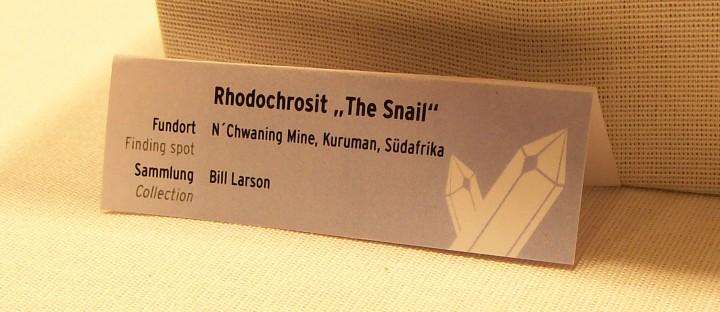 Rhodochrosit „The Snail“
Fundort N´Chwaning Mine, Kuruman, Südafrika
Finding spot
Sammlung Bill Larson
Collection